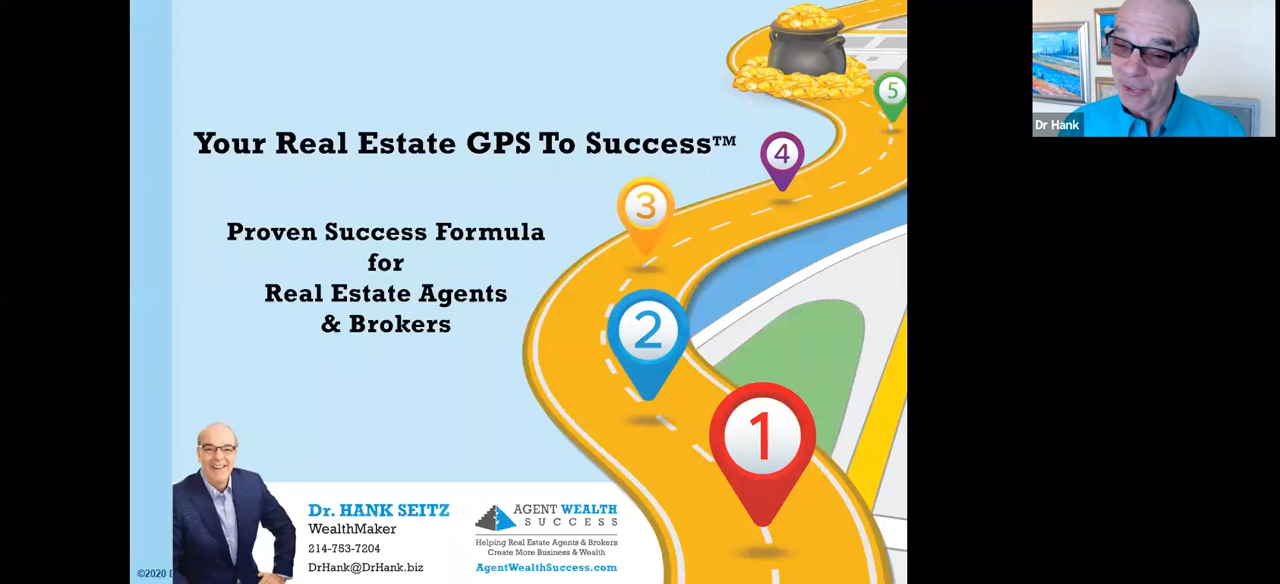 Your Real Estate GPS To Success™
Proven Success Formula
for
Real Estate Agents
& Brokers
5
4
3
2
1
Dr. HANK SEITZ
WealthMaker
214-753-7204
DrHank@DrHank.biz
AGENT WEALTH
SUCCESS
Helping Real Estate Agents & Brokers
Create More Business & Wealth
AgentWealthSuccess.com
©2020 D
Dr Hank